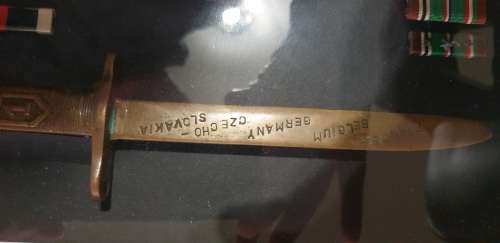 BELGIUM
GERMANY
CZECHO-
SLOVAKIA